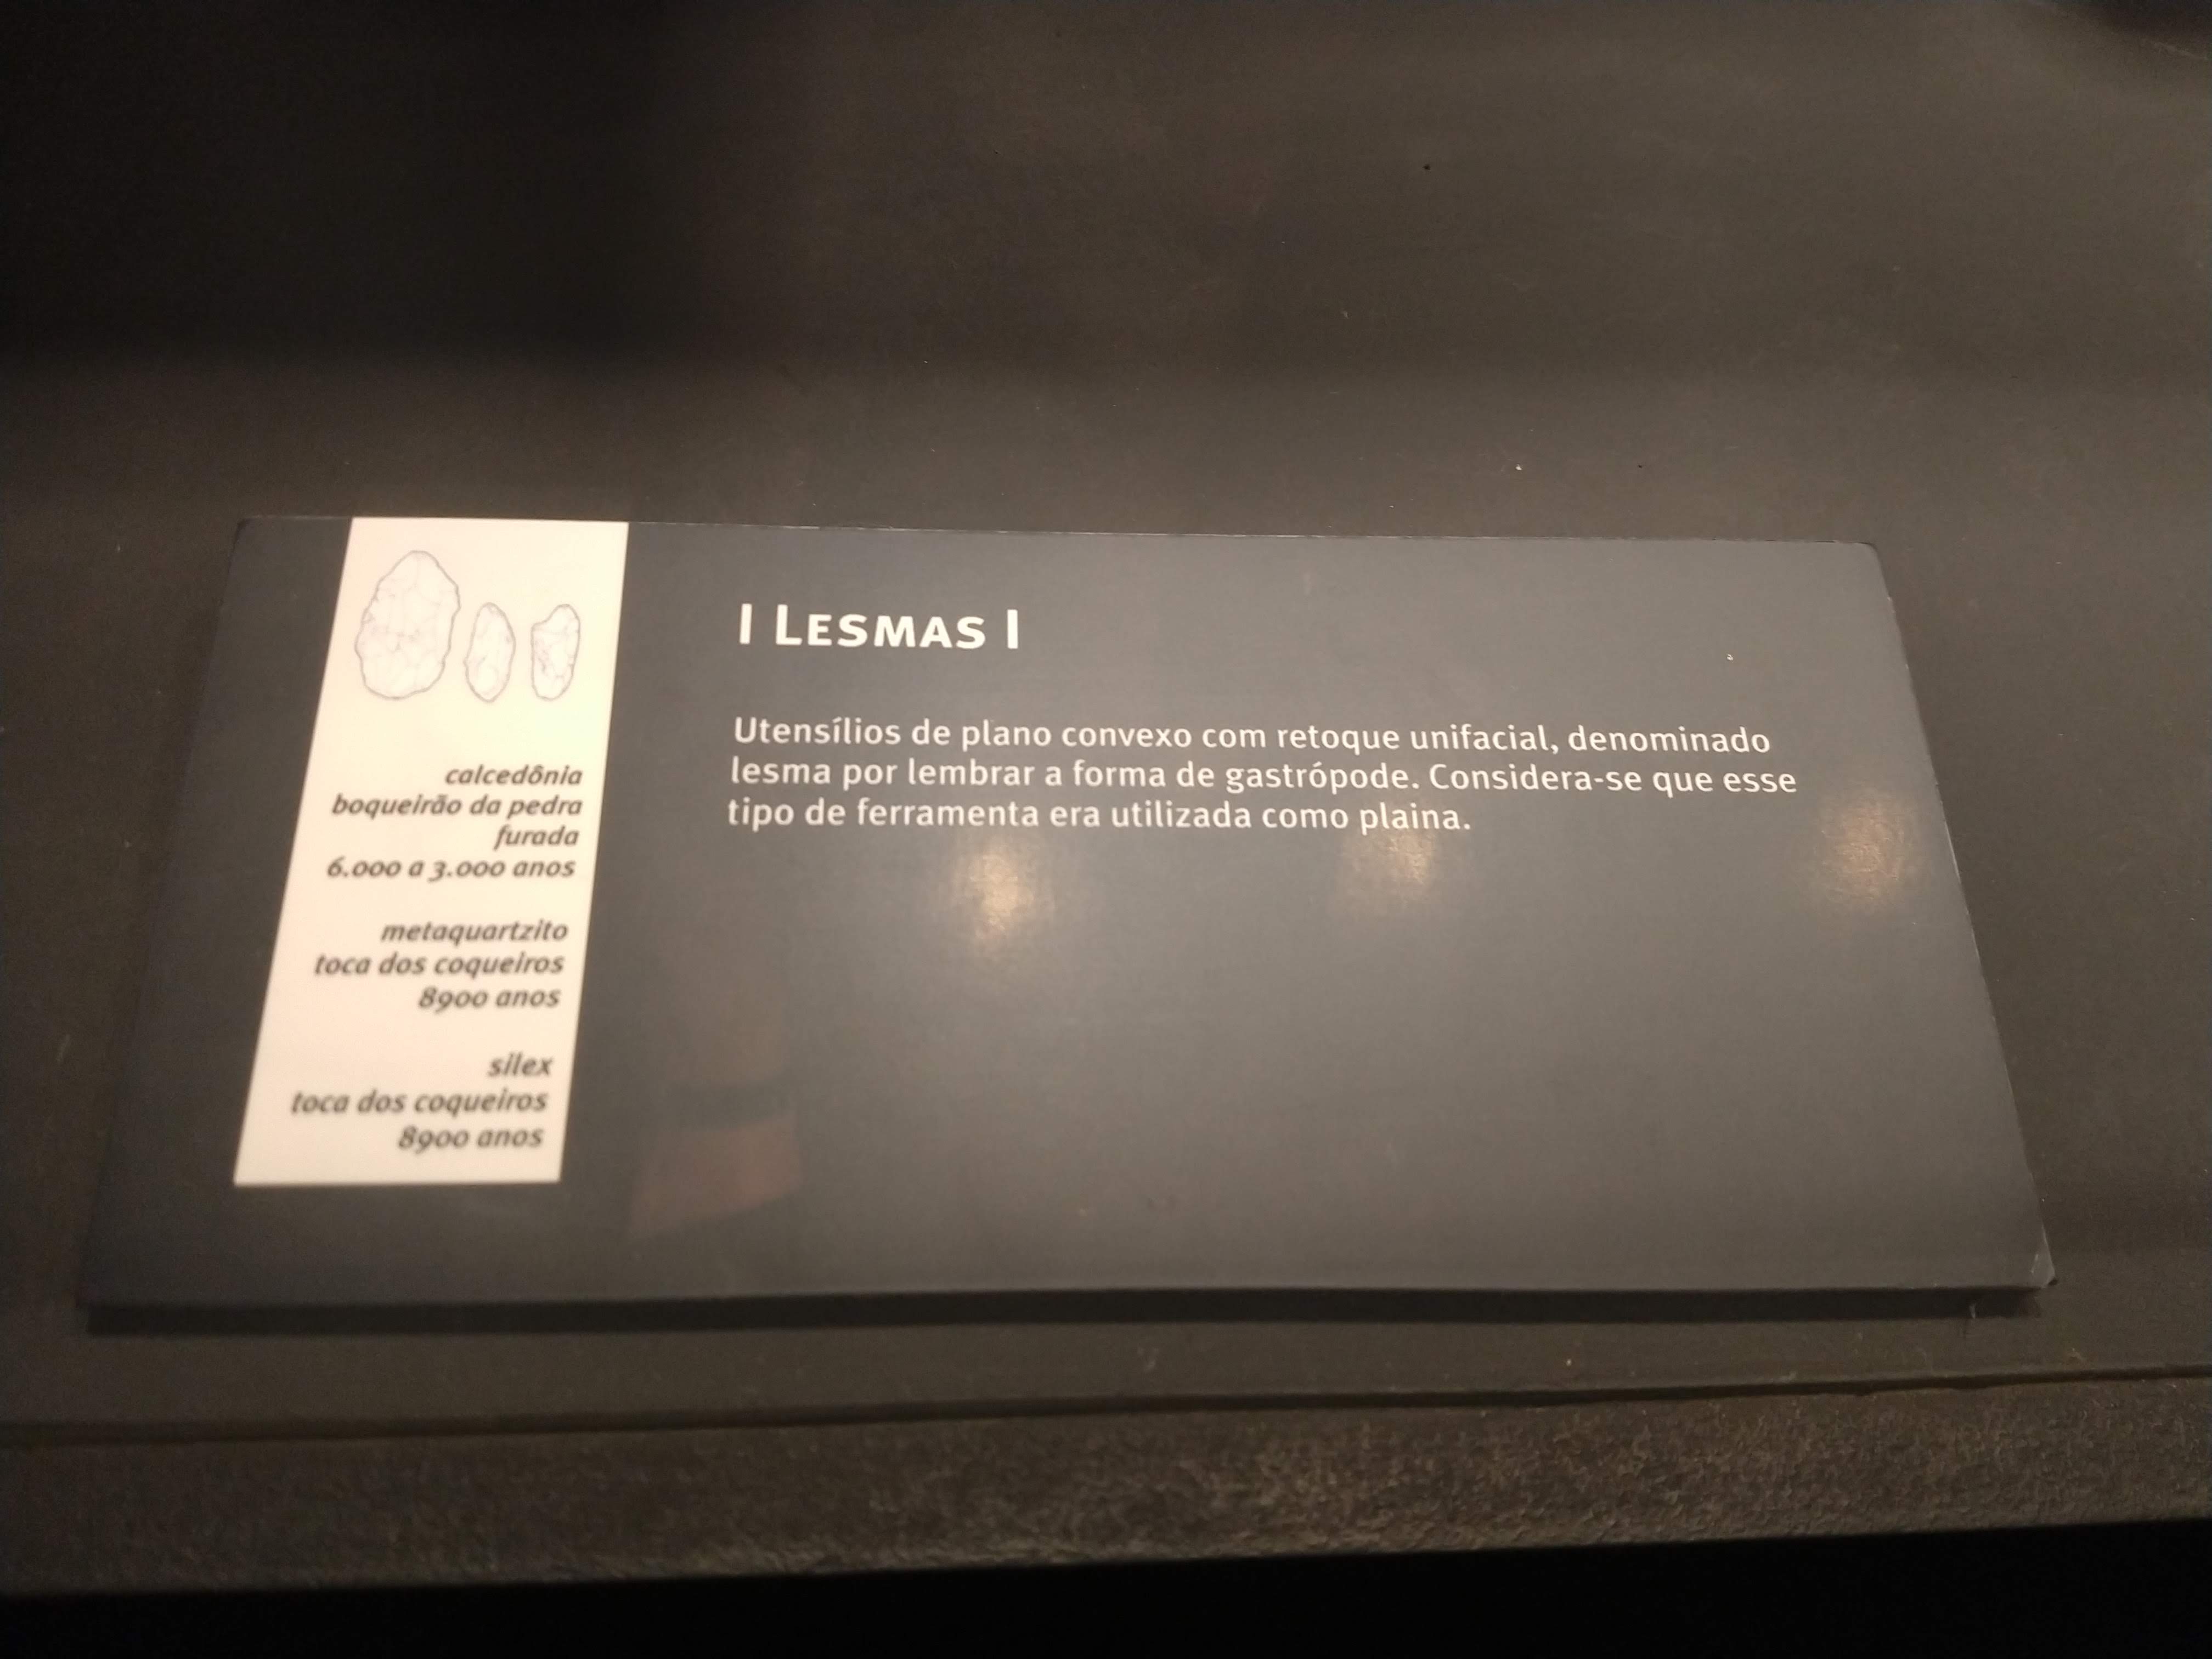 calcedônia
boqueirão da pedra
furada
6.000 a 3.000 anos
metaquartzito
toca dos coqueiros
8900 anos
silex
toca dos coqueiros
8900 anos
| LESMAS |
Utensílios de plano convexo com retoque unifacial, denominado
lesma por lembrar a forma de gastrópode. Considera-se que esse
tipo de ferramenta era utilizada como plaina.